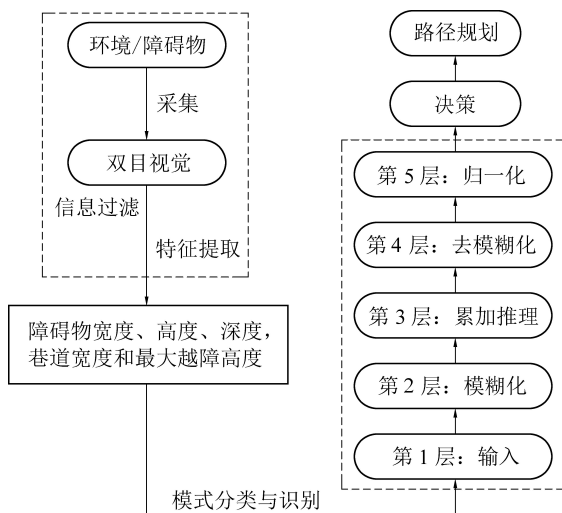 环境/障碍物
采集
双目视觉
信息过滤
特征提取
障碍物宽度、高度、深度，
巷道宽度和最大越障高度
模式分类与识别
路径规划
决策
第5层：归一化
第4层：去模糊化
第3层：累加推理
第2层：模糊化
第1层：输入